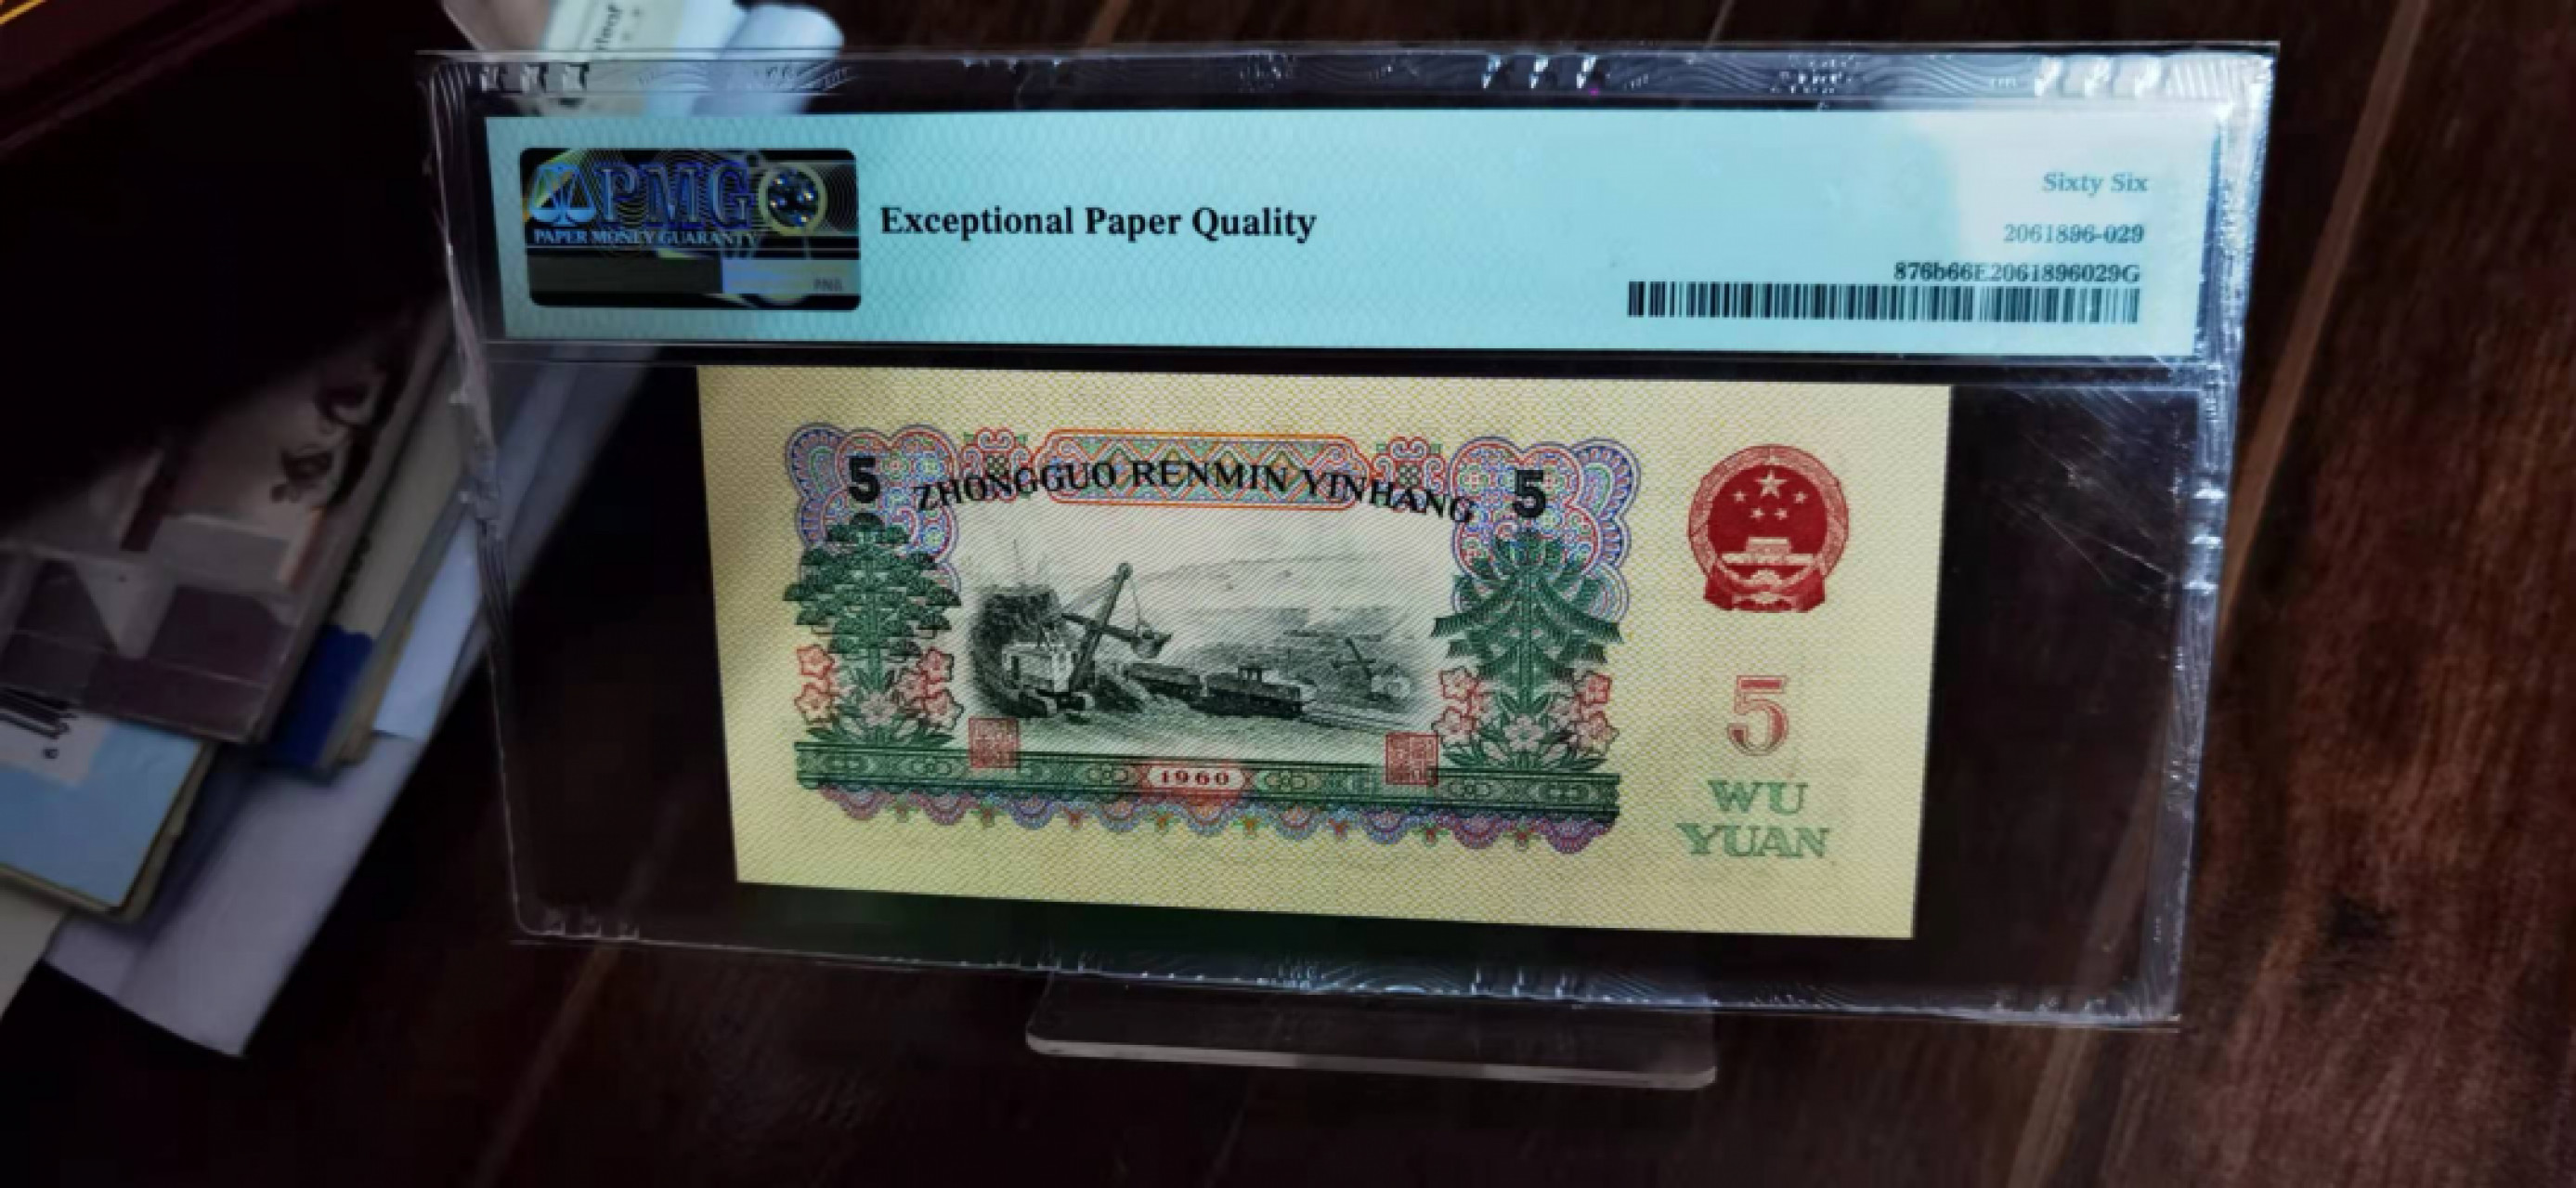 PMG
PAPER MONEY GUARANTY
Exceptional Paper Quality
Sixty Six
2061896-029
876b66E2061896029G
5
ZHONGGUO RENMIN YINHANG
5
1960
5
WU
YUAN